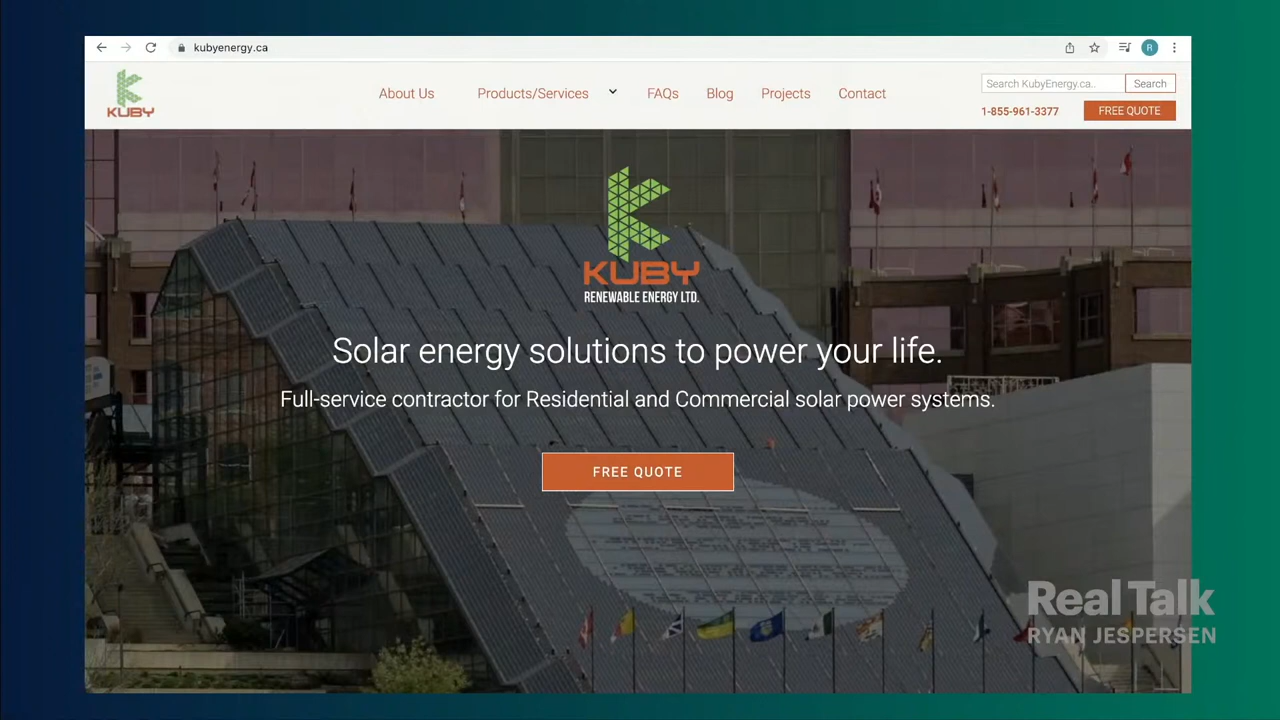 kubyenergy.ca
R
KUBY
About Us
Products/Services
FAQs
Blog
Projects
Contact
Search KubyEnergy.ca..
Search
1-855-961-3377
FREE QUOTE
KUBY
RENEWABLE ENERGY LTD.
Solar energy solutions to power your life.
Full-service contractor for Residential and Commercial solar power systems.
FREE QUOTE
Real Talk
RYAN JESPERSEN